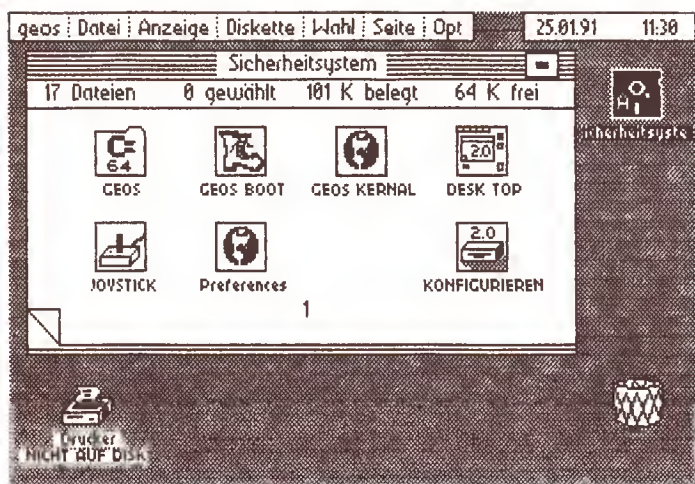 geos Datei Anzeige Diskette Wahl Seite Opt 25.01.91 11:30
Sicherheitsystem
17 Dateien 0 gewählt 101 K belegt 64 K frei
C= 64 2.0
GEOS GEOS BOOT GEOS KERNAL DESK TOP
2.0
JOYSTICK Preferences KONFIGURIEREN
1
A
icherheitsyste
Drucker
NICHT AUF DISK